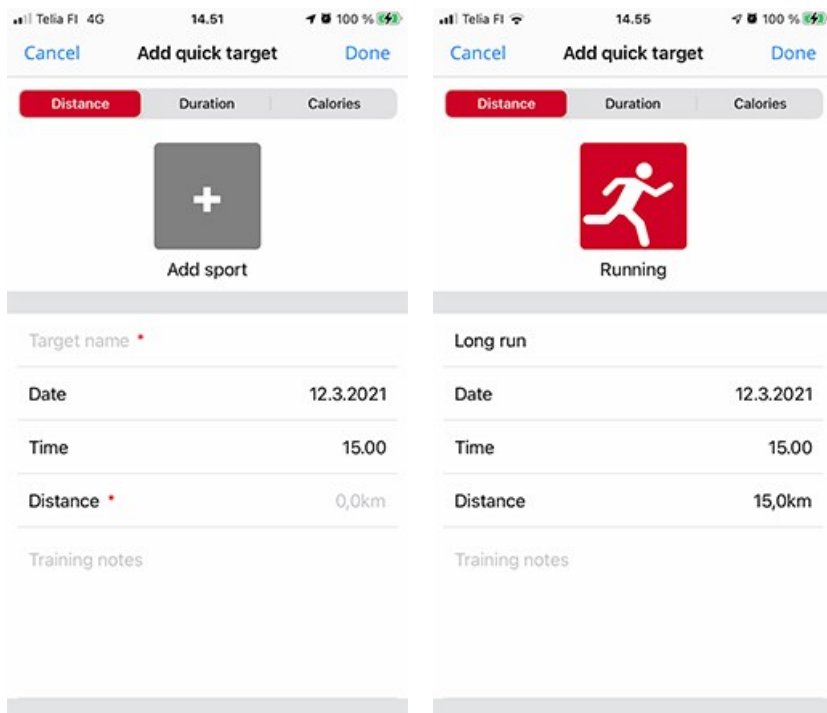 Telia FI 4G 14.51 100 %
Cancel Add quick target Done
Distance Duration Calories
+
Add sport
Target name *
Date 12.3.2021
Time 15.00
Distance * 0,0km
Training notes
Telia FI 14.55 100 %
Cancel Add quick target Done
Distance Duration Calories
Running
Long run
Date 12.3.2021
Time 15.00
Distance 15,0km
Training notes